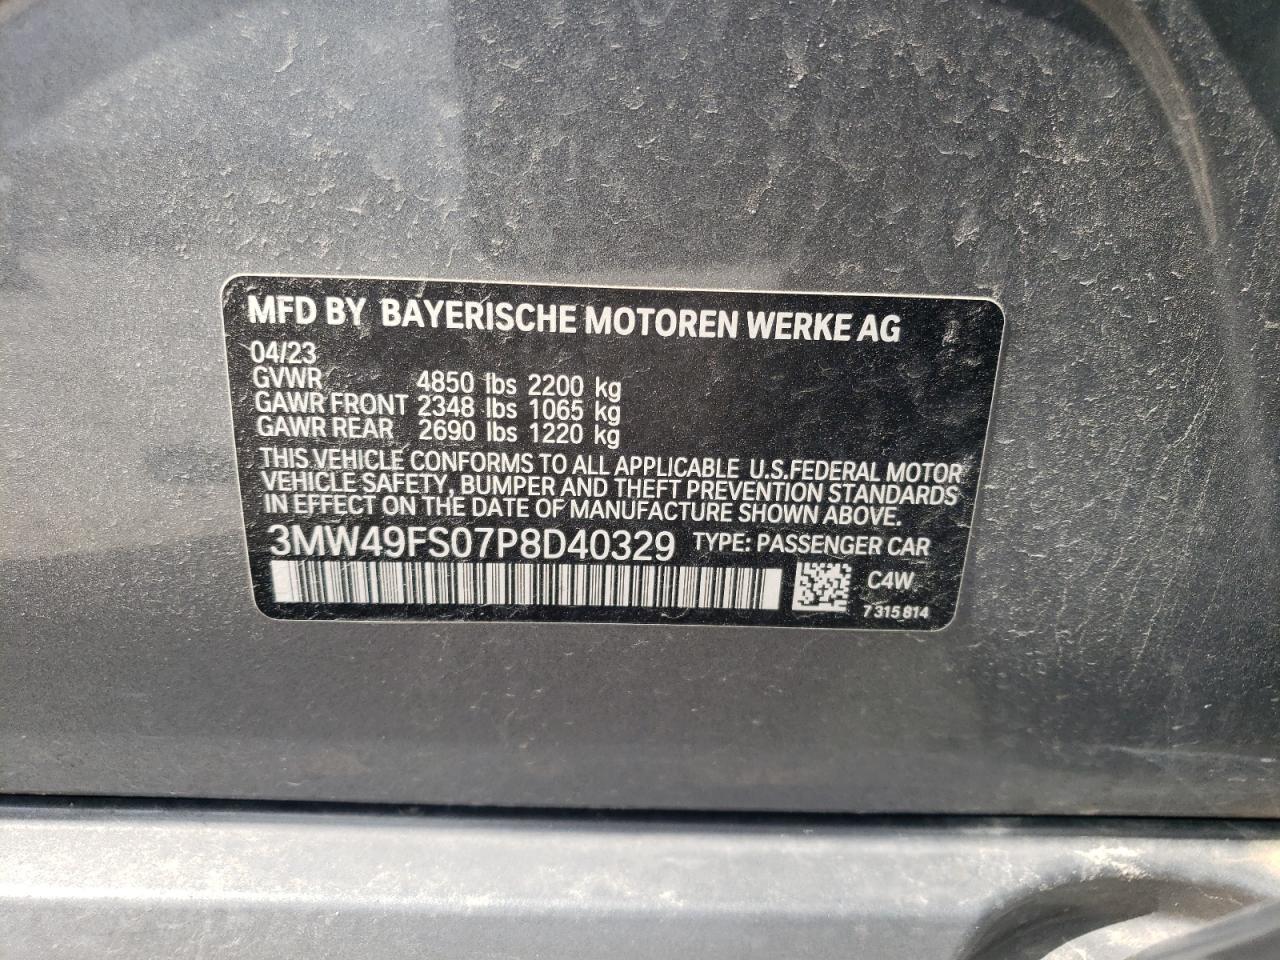 MFD BY BAYERISCHE MOTOREN WERKE AG
04/23
GVWR 4850 lbs 2200 kg
GAWR FRONT 2348 lbs 1065 kg
GAWR REAR 2690 lbs 1220 kg
THIS VEHICLE CONFORMS TO ALL APPLICABLE U.S.FEDERAL MOTOR
VEHICLE SAFETY, BUMPER AND THEFT PREVENTION STANDARDS
IN EFFECT ON THE DATE OF MANUFACTURE SHOWN ABOVE.
3MW49FS07P8D40329 TYPE: PASSENGER CAR
C4W
7 315 814